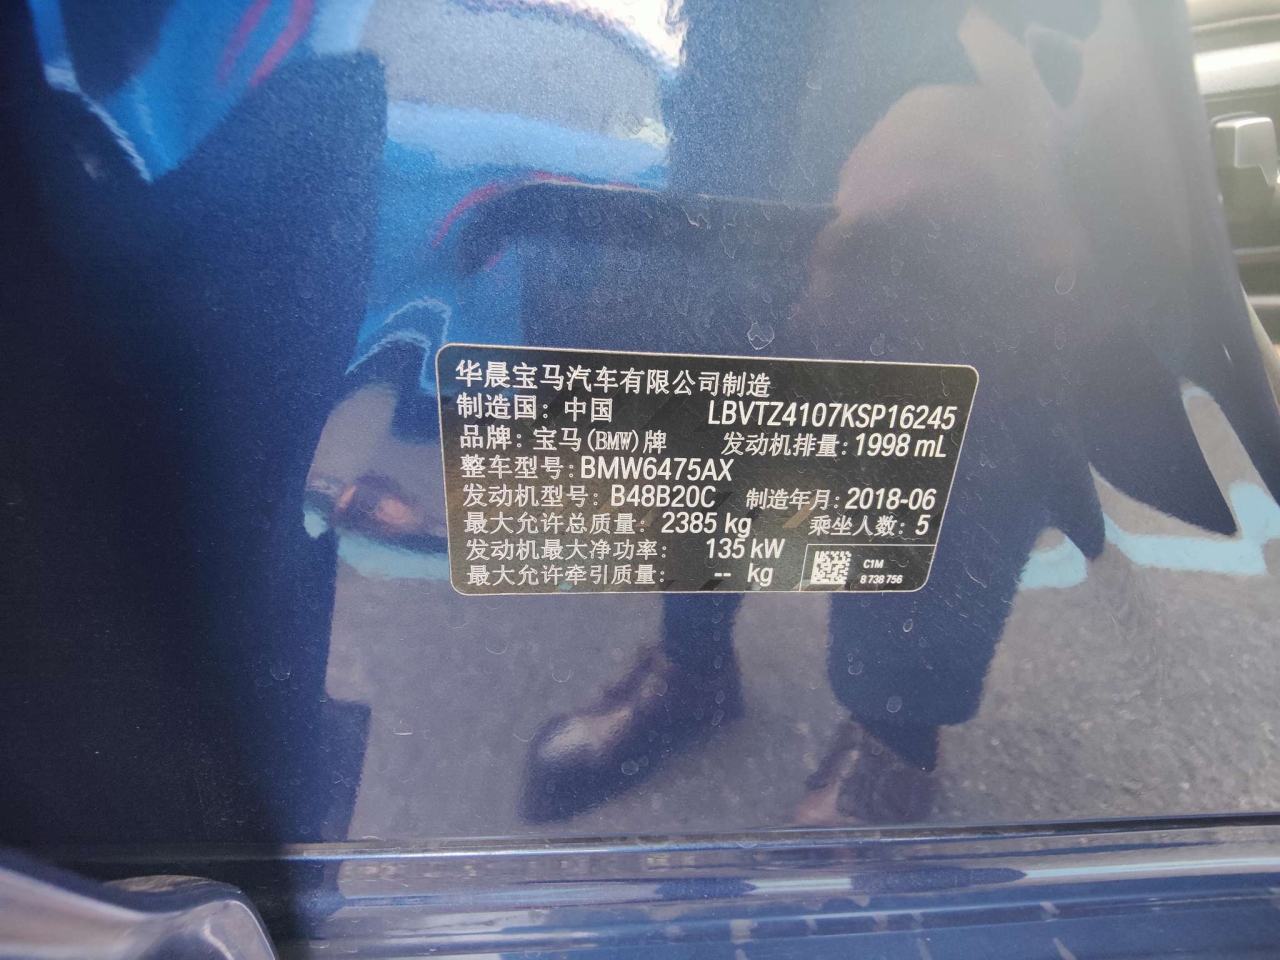 华晨宝马汽车有限公司制造
制造国：中国 LBVTZ4107KSP16245
品牌：宝马(BMW)牌 发动机排量：1998 mL
整车型号：BMW6475AX
发动机型号：B48B20C 制造年月：2018-06
最大允许总质量：2385 kg 乘坐人数：5
发动机最大净功率：135 kW
最大允许牵引质量：-- kg
C1M
8 738 756